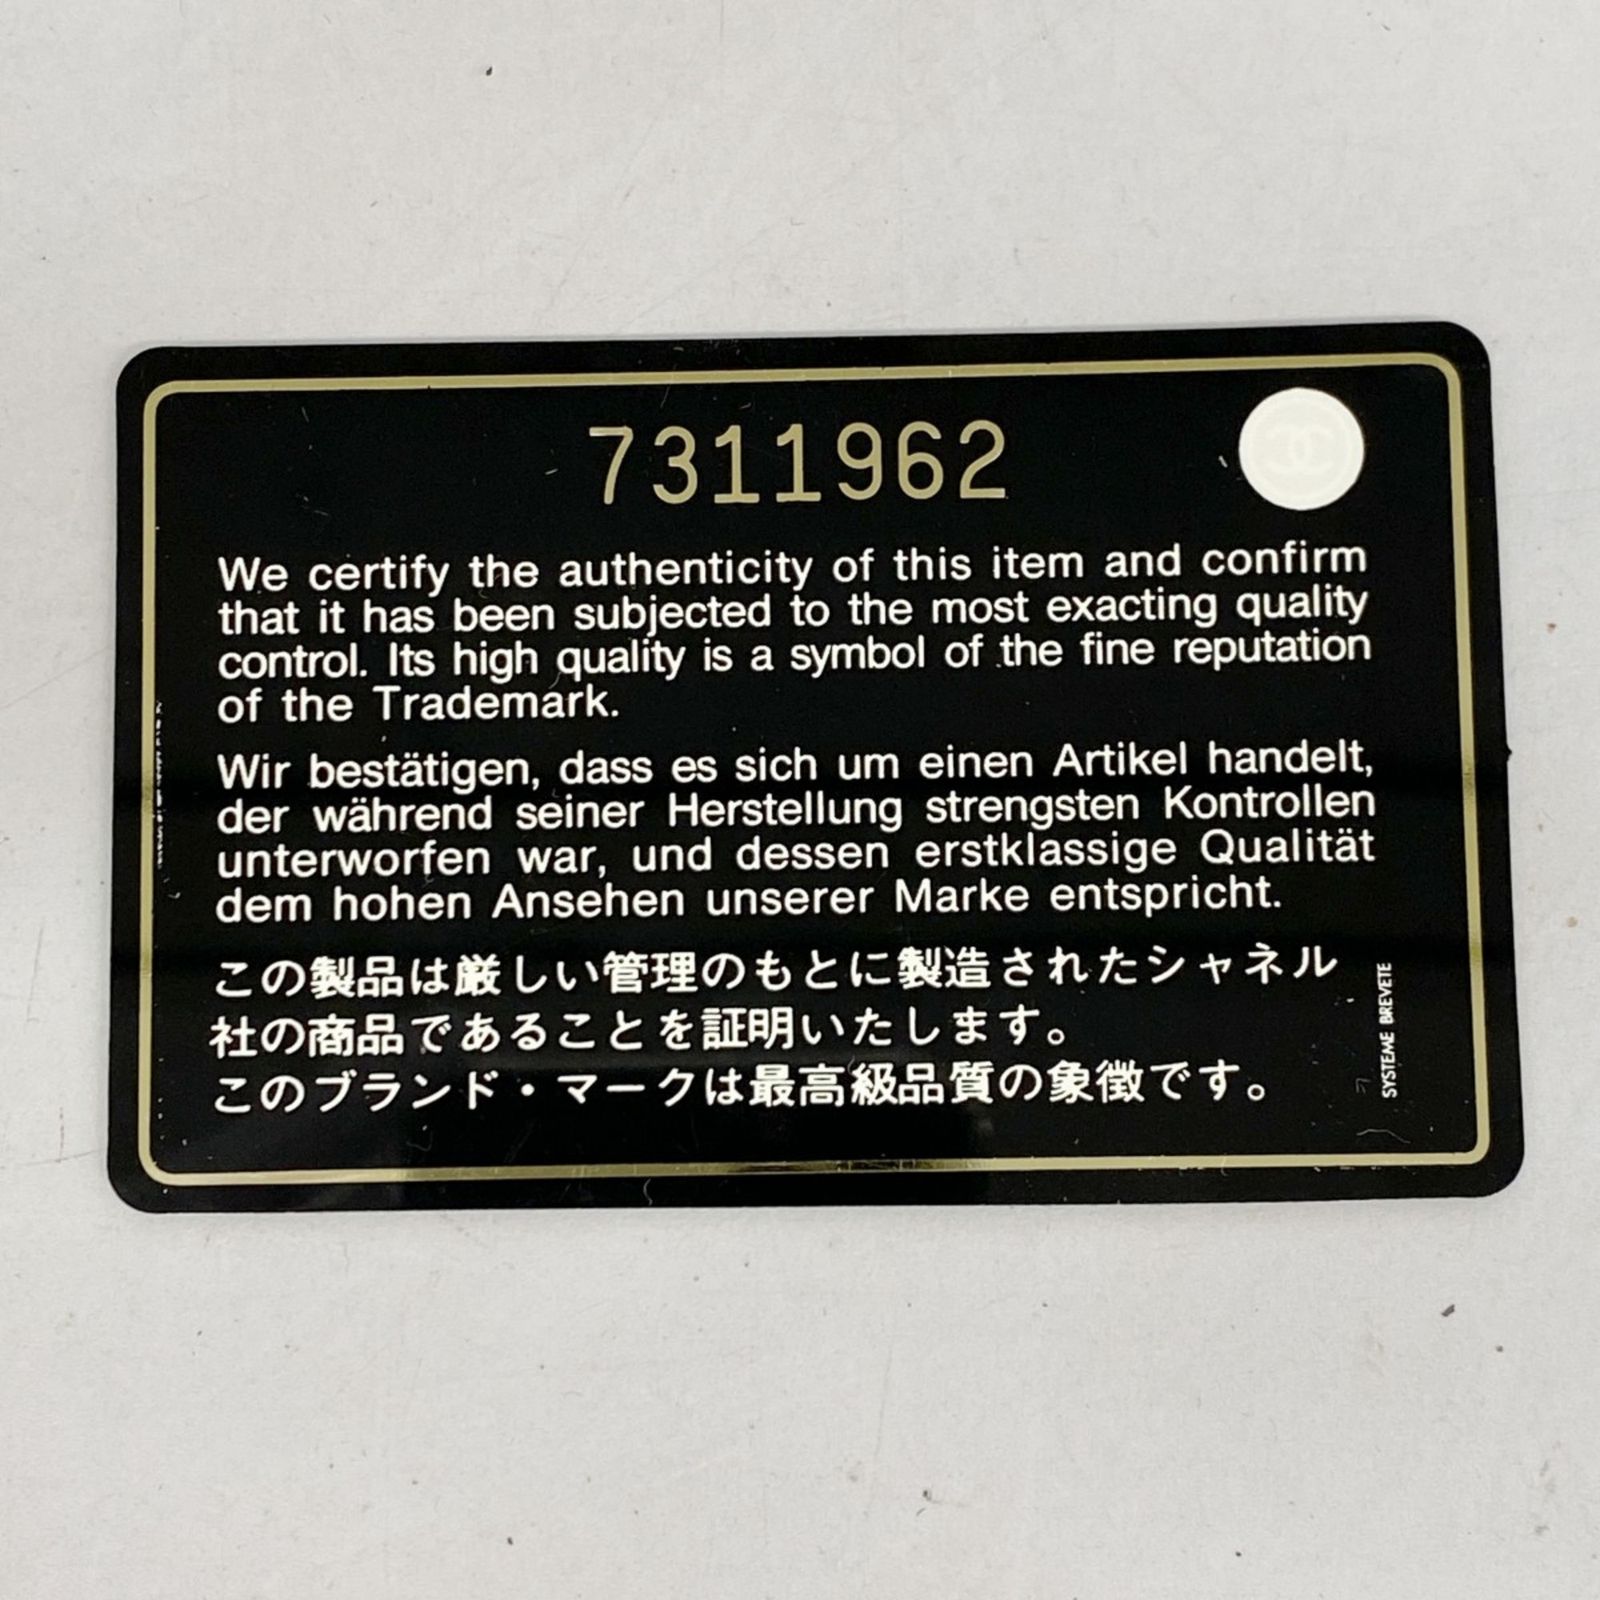 7311962
We certify the authenticity of this item and confirm
that it has been subjected to the most exacting quality
control. Its high quality is a symbol of the fine reputation
of the Trademark.
Wir bestätigen, dass es sich um einen Artikel handelt,
der während seiner Herstellung strengsten Kontrollen
unterworfen war, und dessen erstklassige Qualität
dem hohen Ansehen unserer Marke entspricht.
この製品は厳しい管理のもとに製造されたシャネル
社の商品であることを証明いたします。
このブランド・マークは最高級品質の象徴です。
SYSTEME BREVETE